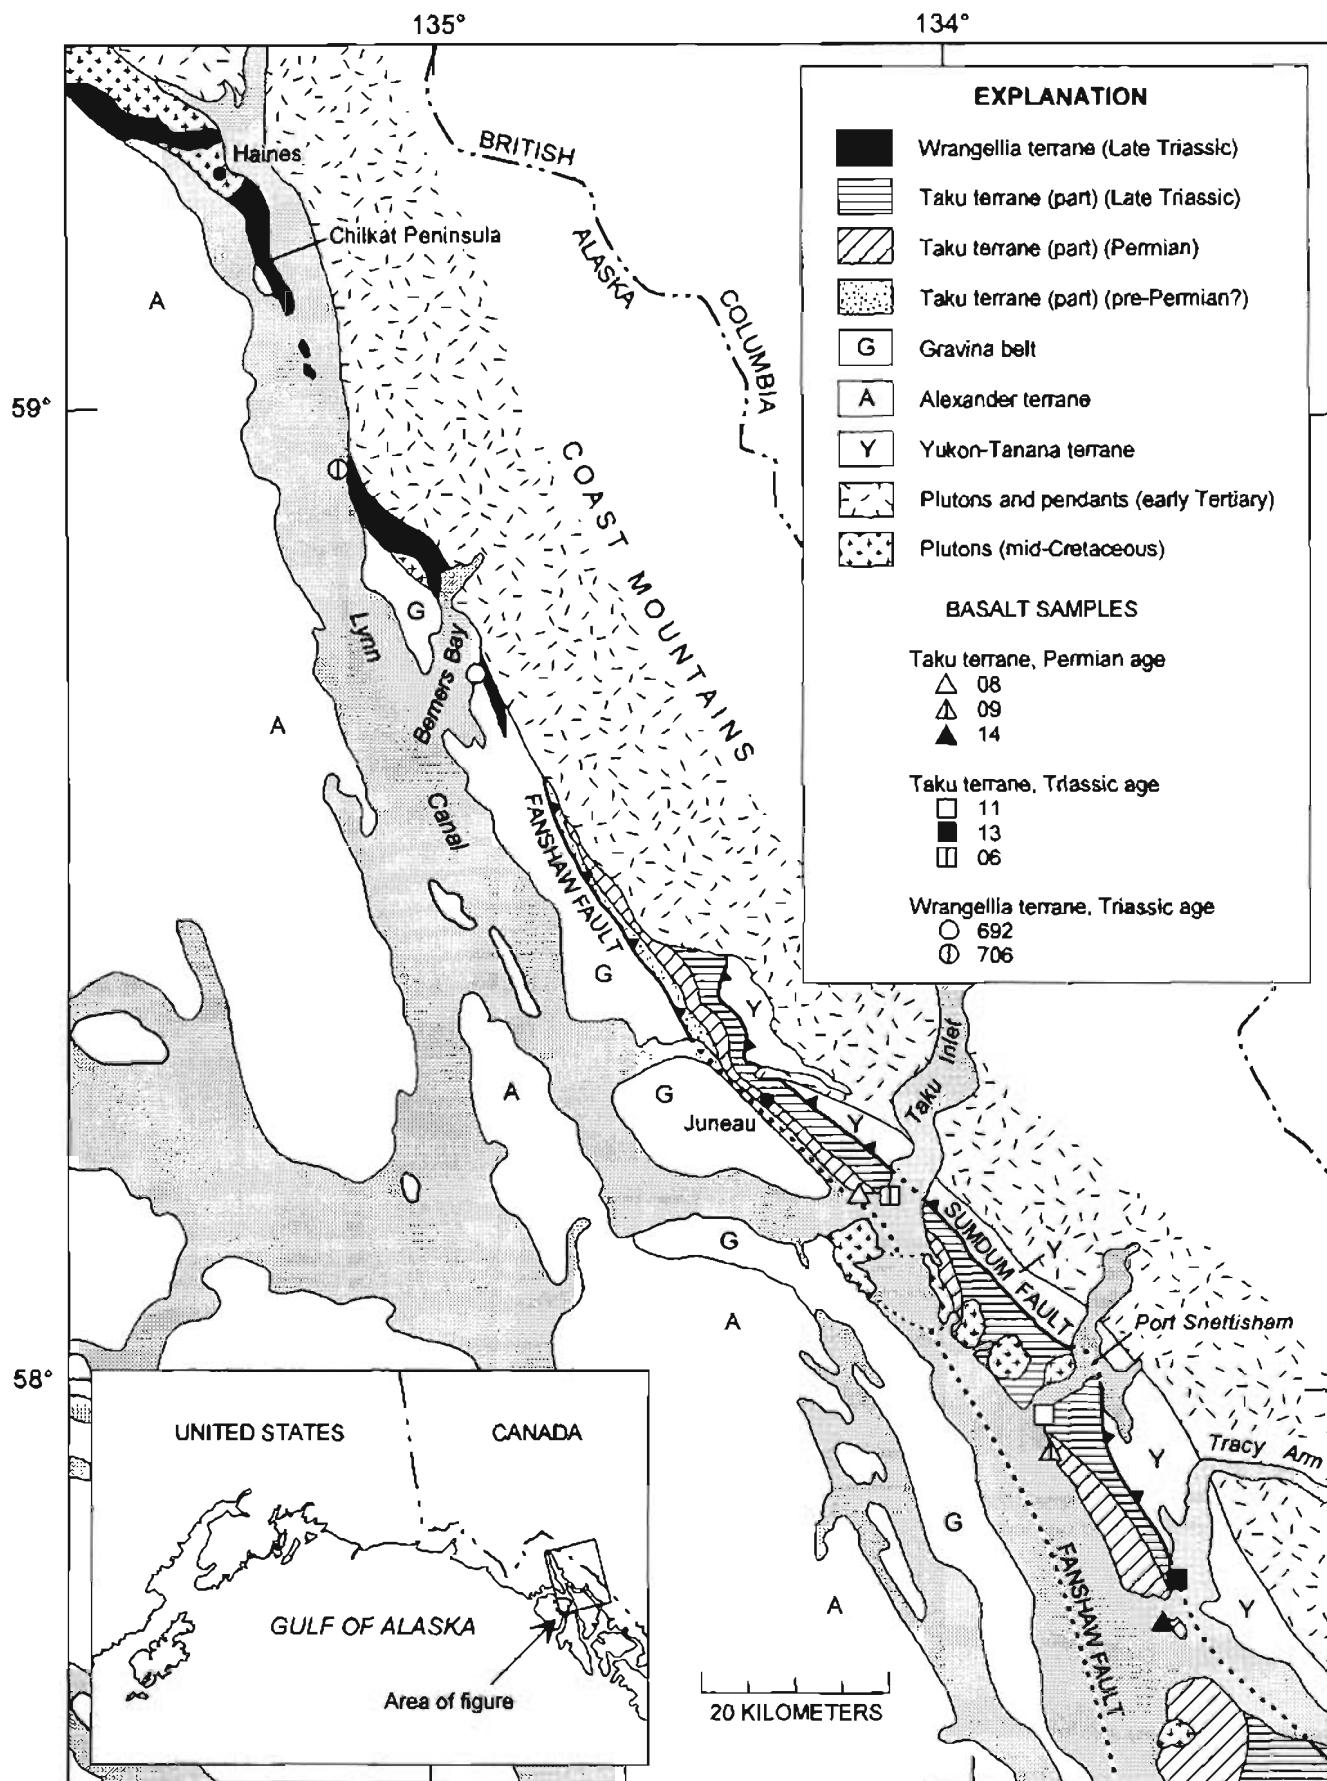 135°
134°
EXPLANATION
Wrangellia terrane (Late Triassic)
Taku terrane (part) (Late Triassic)
Taku terrane (part) (Permian)
Taku terrane (part) (pre-Permian?)
G Gravina belt
A Alexander terrane
Y Yukon-Tanana terrane
Plutons and pendants (early Tertiary)
Plutons (mid-Cretaceous)
BASALT SAMPLES
Taku terrane, Permian age
08
09
14
Taku terrane, Triassic age
11
13
06
Wrangellia terrane, Triassic age
692
706
BRITISH
COLUMBIA
ALASKA
Haines
Chilkat Peninsula
A
59°
COAST MOUNTAINS
G
Lynn
Canal
Berners Bay
A
FANSHAW FAULT
G
Y
Taku Inlet
A
G
Juneau
Y
G
SUMDUM FAULT
Y
A
Port Snettisham
58°
Tracy Arm
Y
G
FANSHAW FAULT
A
Y
UNITED STATES
CANADA
GULF OF ALASKA
Area of figure
20 KILOMETERS